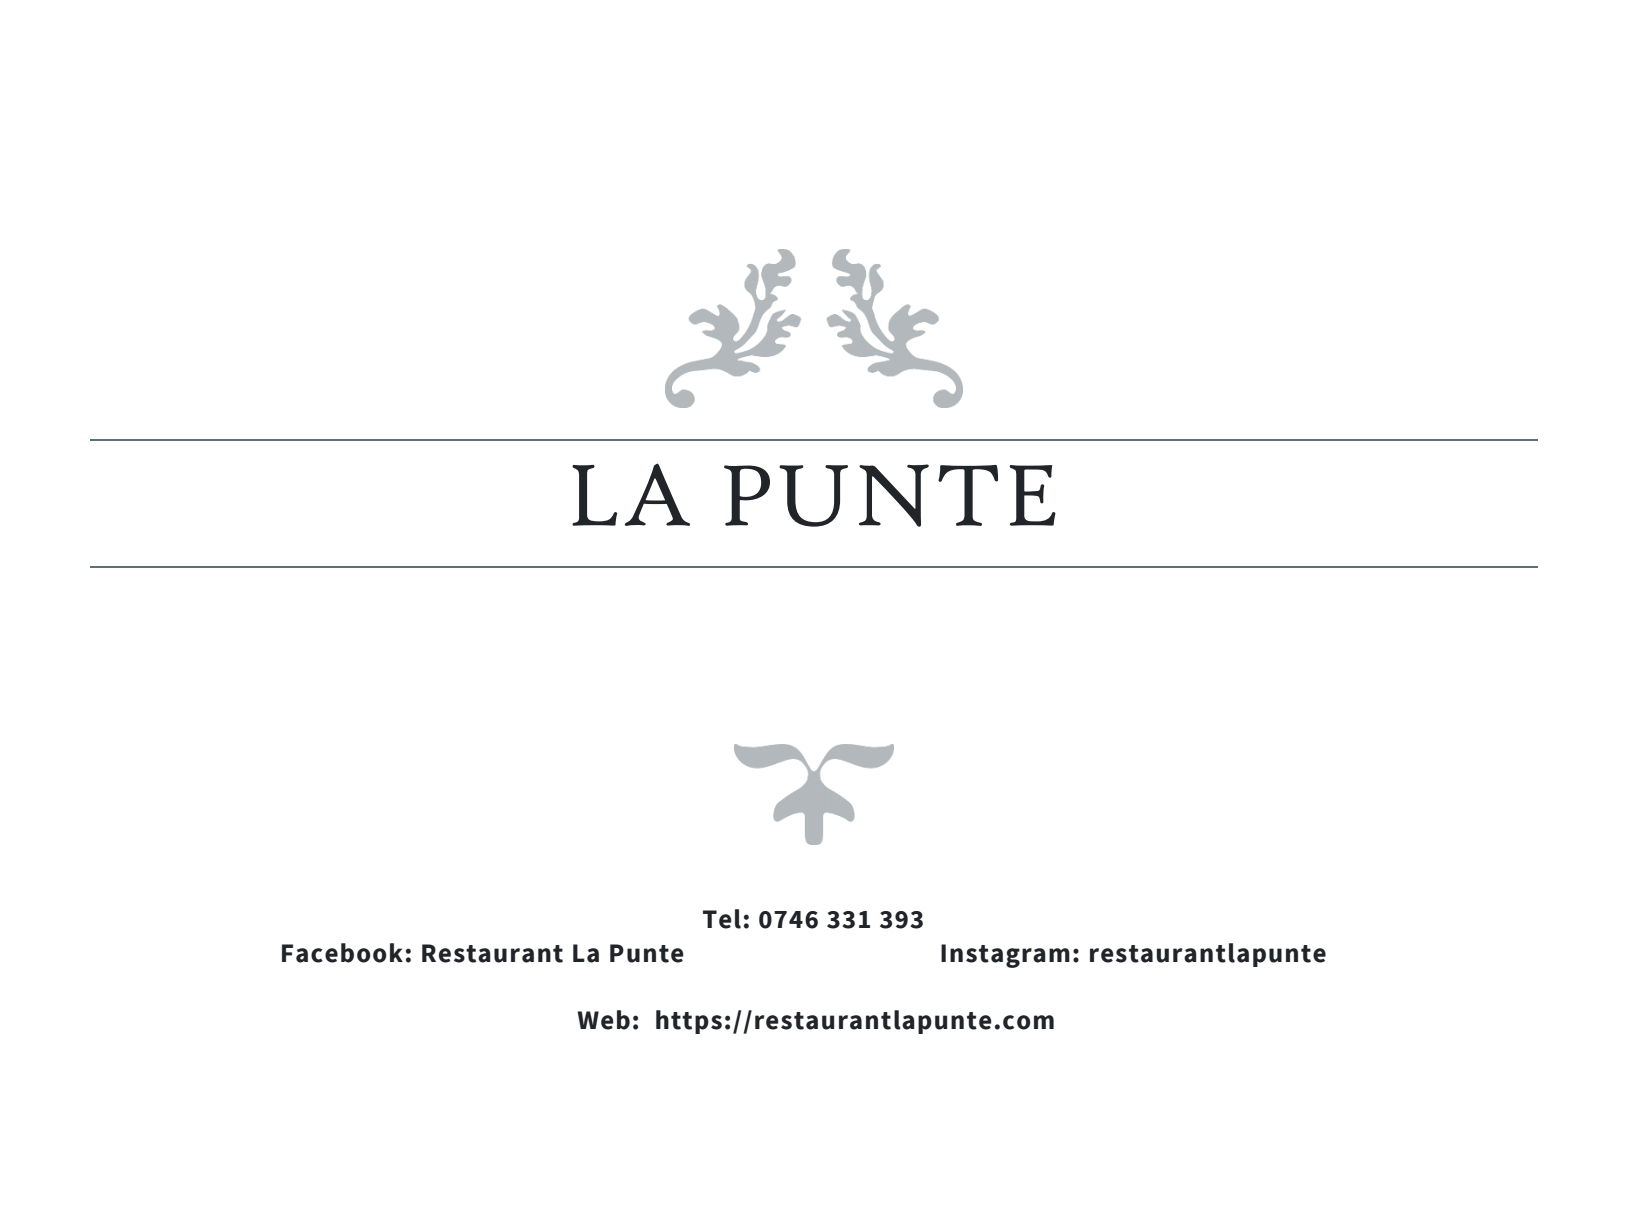 LA PUNTE
Tel: 0746 331 393
Facebook: Restaurant La Punte Instagram: restaurantlapunte
Web: https://restaurantlapunte.com